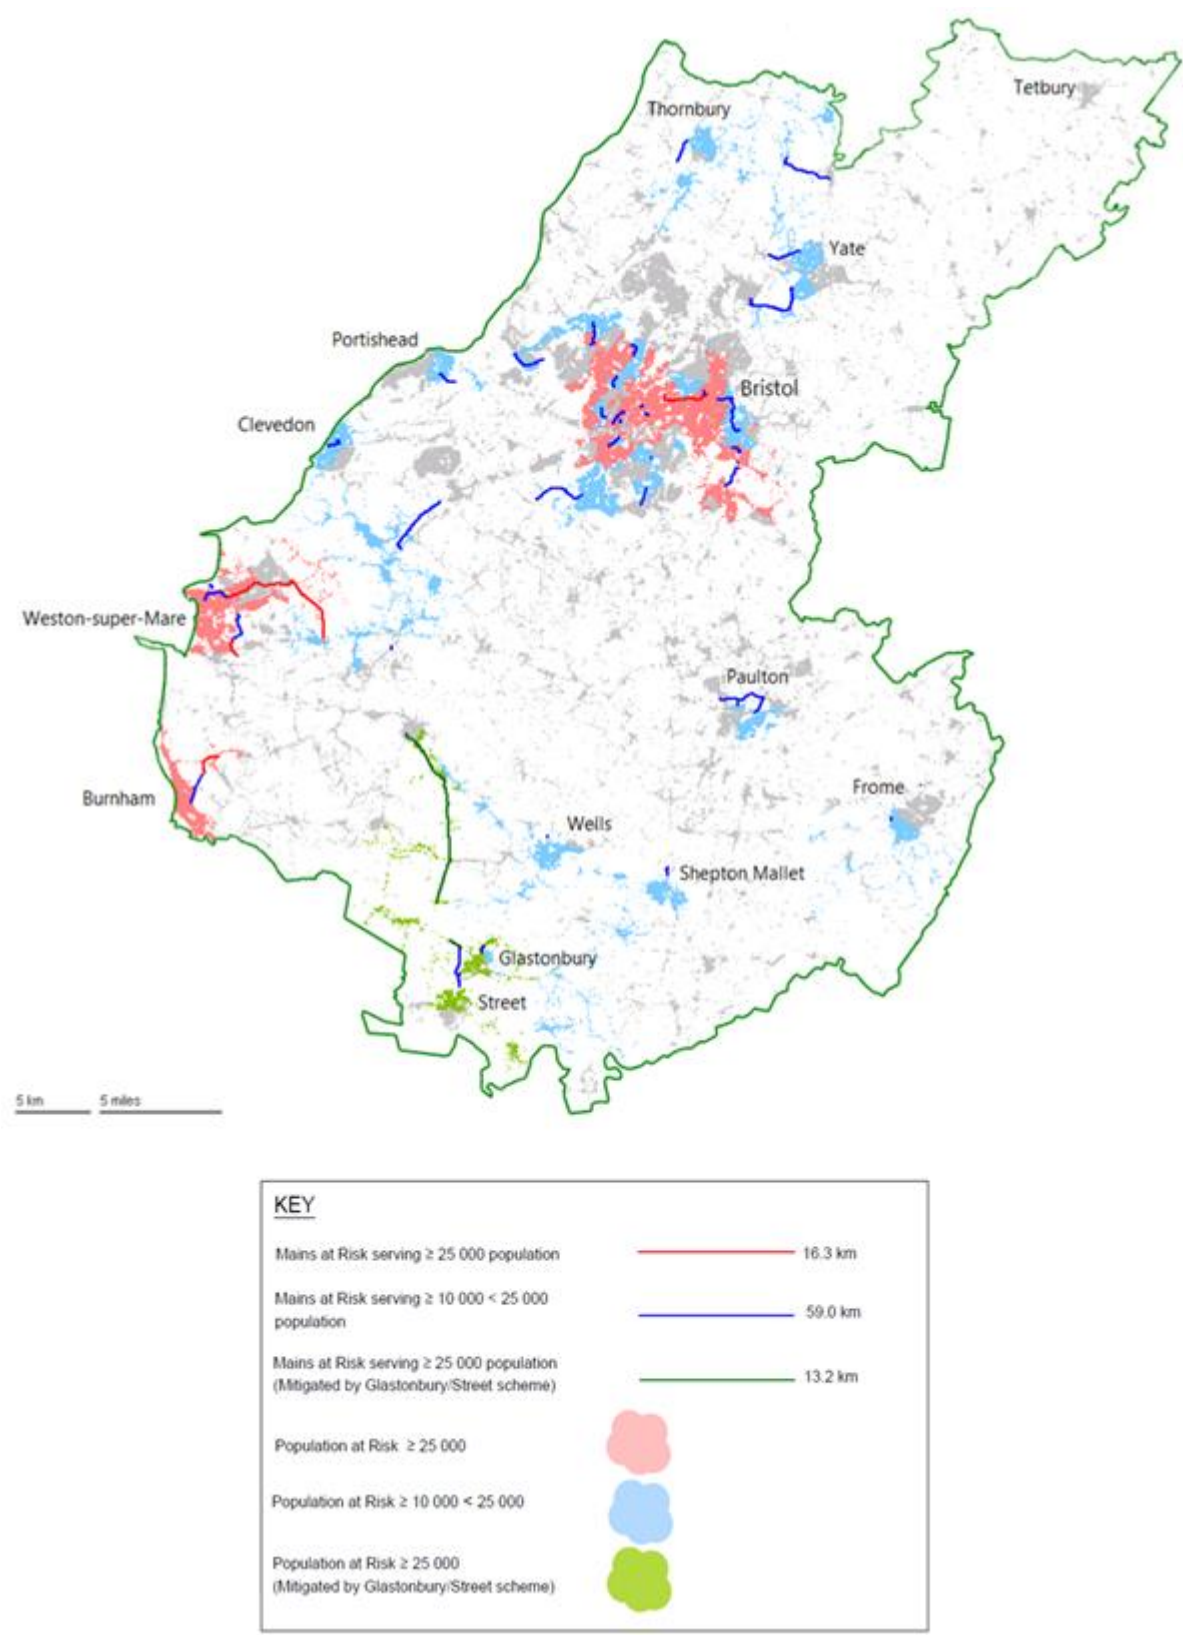 Tetbury
Thornbury
Yate
Portishead
Bristol
Clevedon
Weston-super-Mare
Paulton
Burnham
Frome
Wells
Shepton Mallet
Glastonbury
Street
5 km 5 miles
KEY
Mains at Risk serving ≥ 25 000 population 16.3 km
Mains at Risk serving ≥ 10 000 < 25 000
population 59.0 km
Mains at Risk serving ≥ 25 000 population
(Mitigated by Glastonbury/Street scheme) 13.2 km
Population at Risk ≥ 25 000
Population at Risk ≥ 10 000 < 25 000
Population at Risk ≥ 25 000
(Mitigated by Glastonbury/Street scheme)